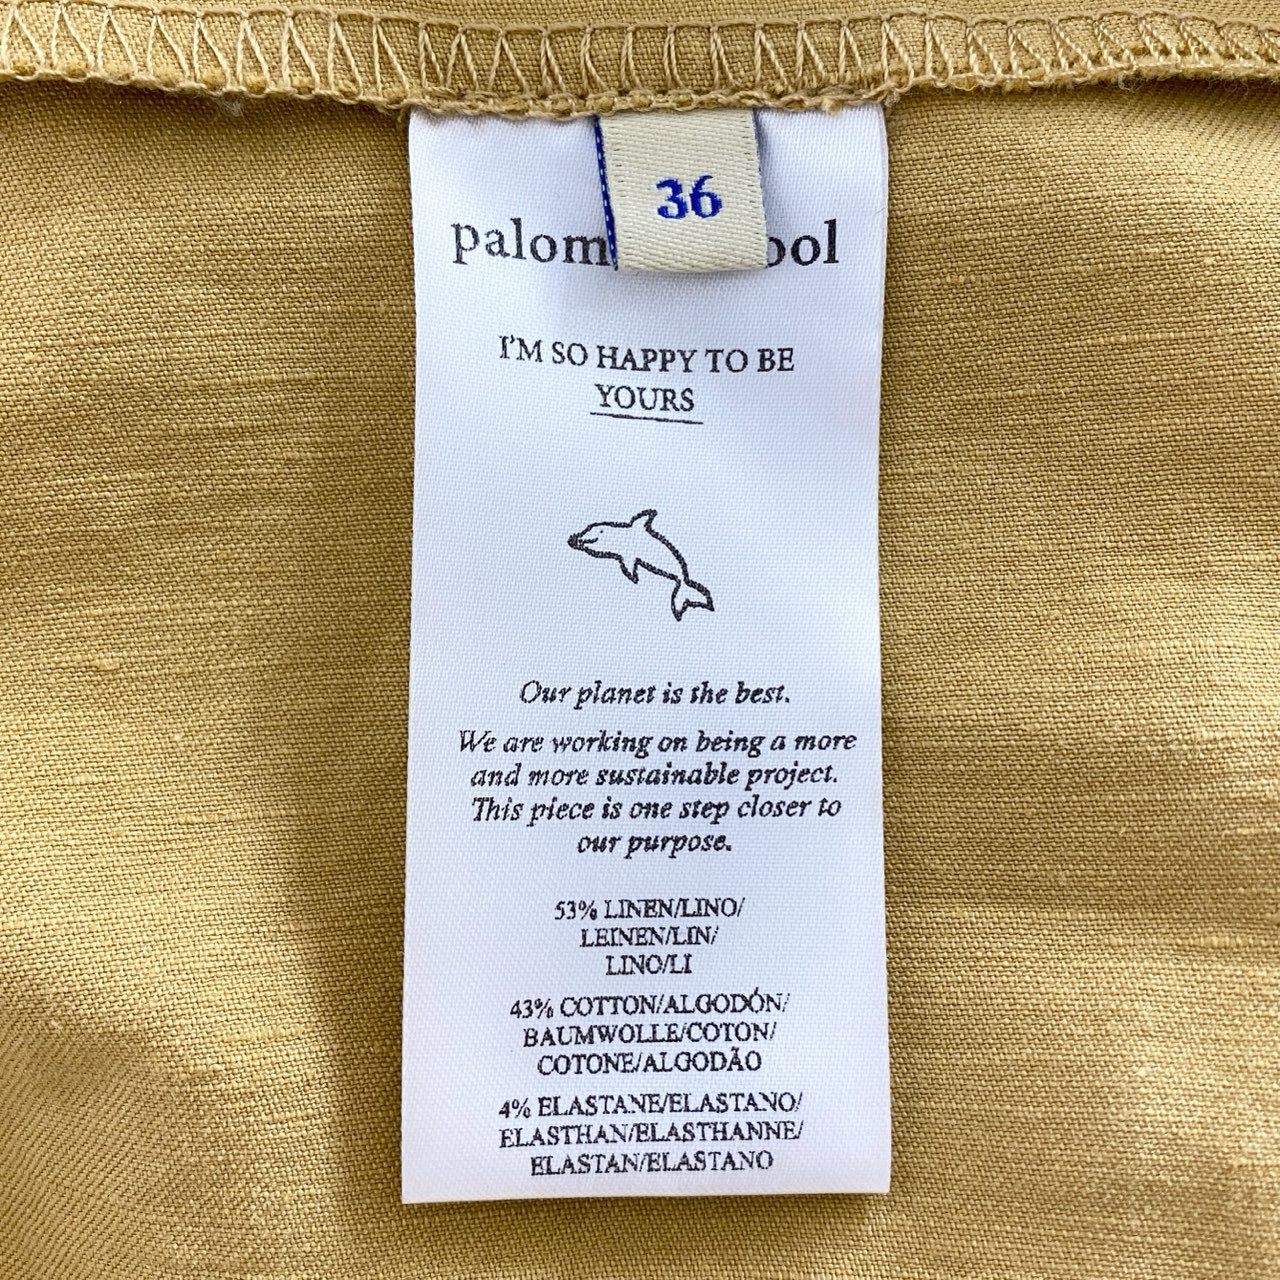 36
palom ool
I'M SO HAPPY TO BE
YOURS
Our planet is the best.
We are working on being a more
and more sustainable project.
This piece is one step closer to
our purpose.
53% LINEN/LINO/
LEINEN/LIN/
LINO/LI
43% COTTON/ALGODÓN/
BAUMWOLLE/COTON/
COTONE/ALGODÃO
4% ELASTANE/ELASTANO/
ELASTHAN/ELASTHANNE/
ELASTAN/ELASTANO